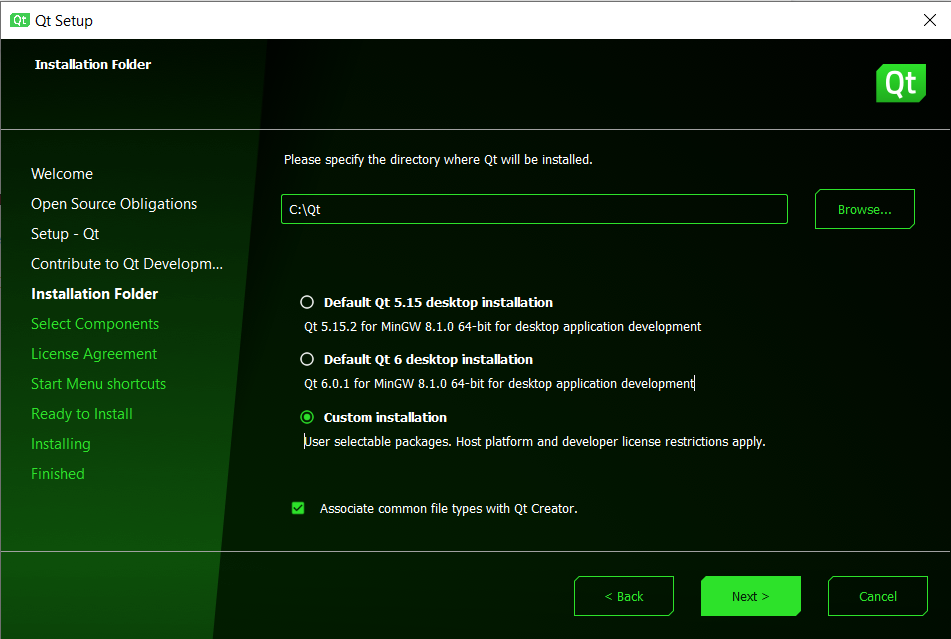 Qt Qt Setup
Installation Folder
Qt
Welcome
Open Source Obligations
Setup - Qt
Contribute to Qt Developm...
Installation Folder
Select Components
License Agreement
Start Menu shortcuts
Ready to Install
Installing
Finished
Please specify the directory where Qt will be installed.
C:\Qt
Browse...
Default Qt 5.15 desktop installation
Qt 5.15.2 for MinGW 8.1.0 64-bit for desktop application development
Default Qt 6 desktop installation
Qt 6.0.1 for MinGW 8.1.0 64-bit for desktop application development
Custom installation
User selectable packages. Host platform and developer license restrictions apply.
Associate common file types with Qt Creator.
< Back
Next >
Cancel